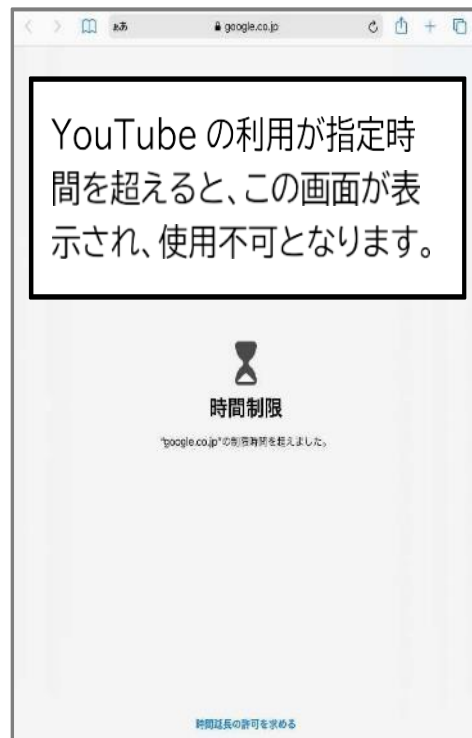 ぁあ
google.co.jp
YouTube の利用が指定時
間を超えると、この画面が表
示され、使用不可となります。
時間制限
"google.co.jp"の制限時間を超えました。
時間延長の許可を求める